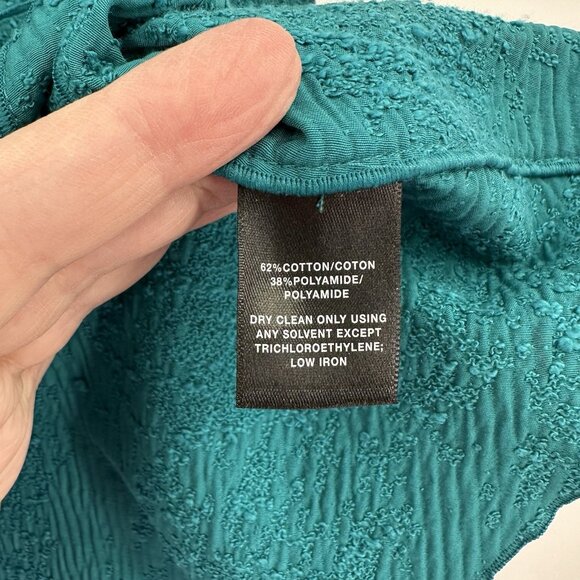 62%COTTON/COTON
38%POLYAMIDE/
POLYAMIDE
DRY CLEAN ONLY USING
ANY SOLVENT EXCEPT
TRICHLOROETHYLENE;
LOW IRON